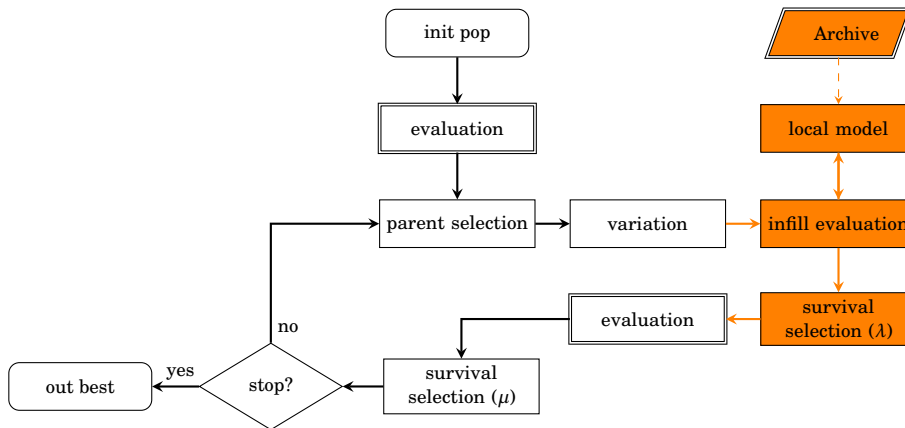 init pop
Archive
evaluation
local model
parent selection
variation
infill evaluation
no
evaluation
survival
selection (λ)
out best
yes
stop?
survival
selection (μ)